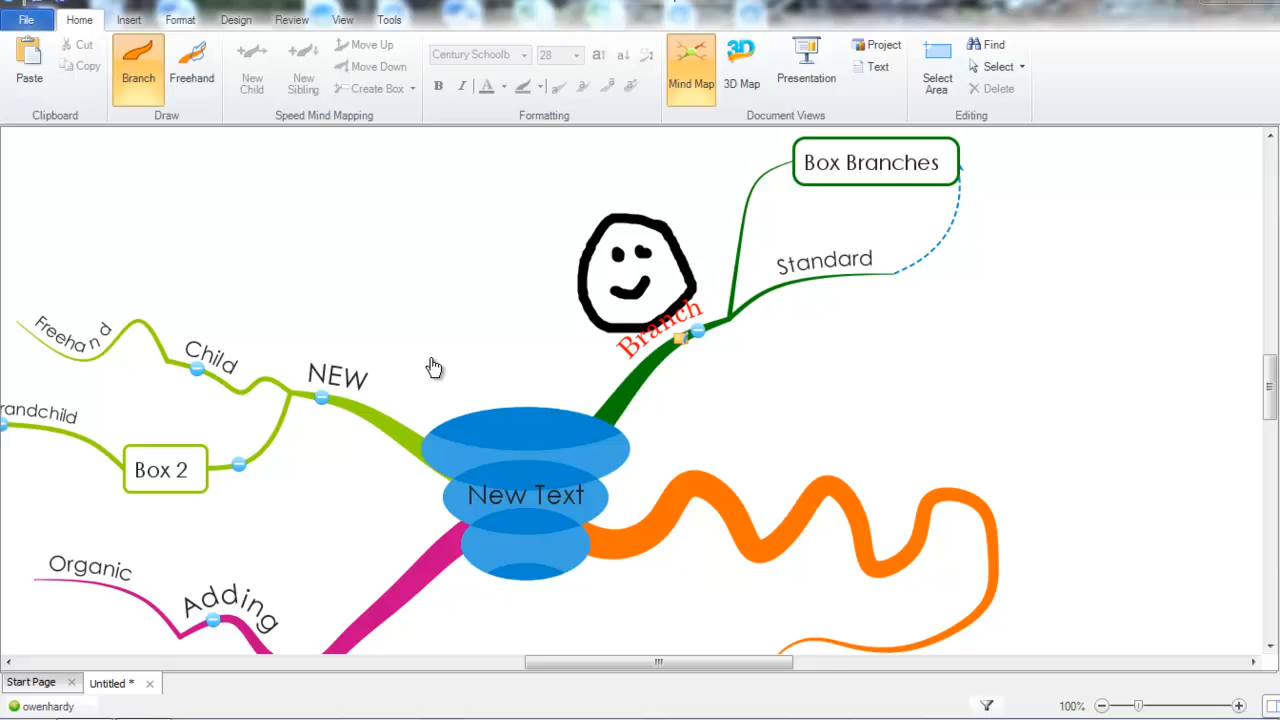 File Home Insert Format Design Review View Tools
Paste Cut Copy
Clipboard
Branch Freehand
Draw
New Child New Sibling Move Up Move Down Create Box
Speed Mind Mapping
Century Schoolb 28
B I A
Formatting
Mind Map 3D Map Presentation Project Text
Document Views
Select Area Find Select Delete
Editing
Box Branches
Standard
Branch
Freehand
Child
NEW
randchild
Box 2
New Text
Organic
Adding
Start Page Untitled *
owenhardy 100%